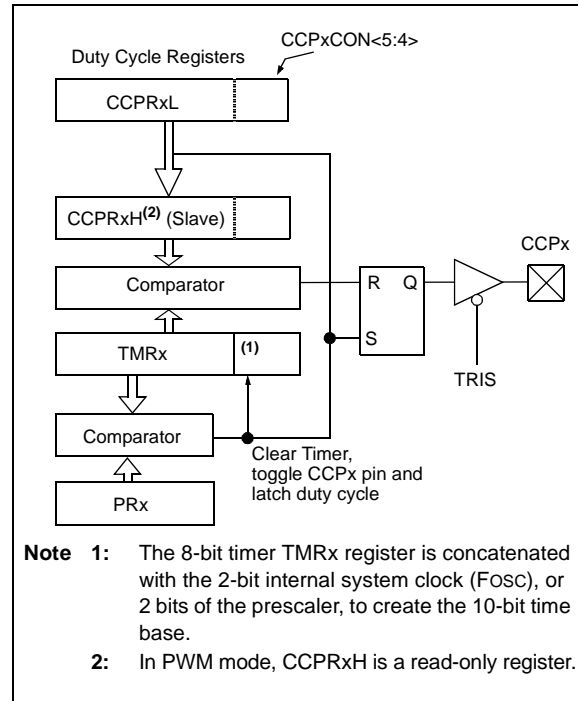 CCPxCON<5:4>
Duty Cycle Registers
CCPRxL
CCPRxH(2) (Slave)
CCPx
Comparator
R Q
S
TMRx (1)
TRIS
Comparator
Clear Timer,
toggle CCPx pin and
latch duty cycle
PRx
Note 1: The 8-bit timer TMRx register is concatenated
with the 2-bit internal system clock (FOSC), or
2 bits of the prescaler, to create the 10-bit time
base.
2: In PWM mode, CCPRxH is a read-only register.